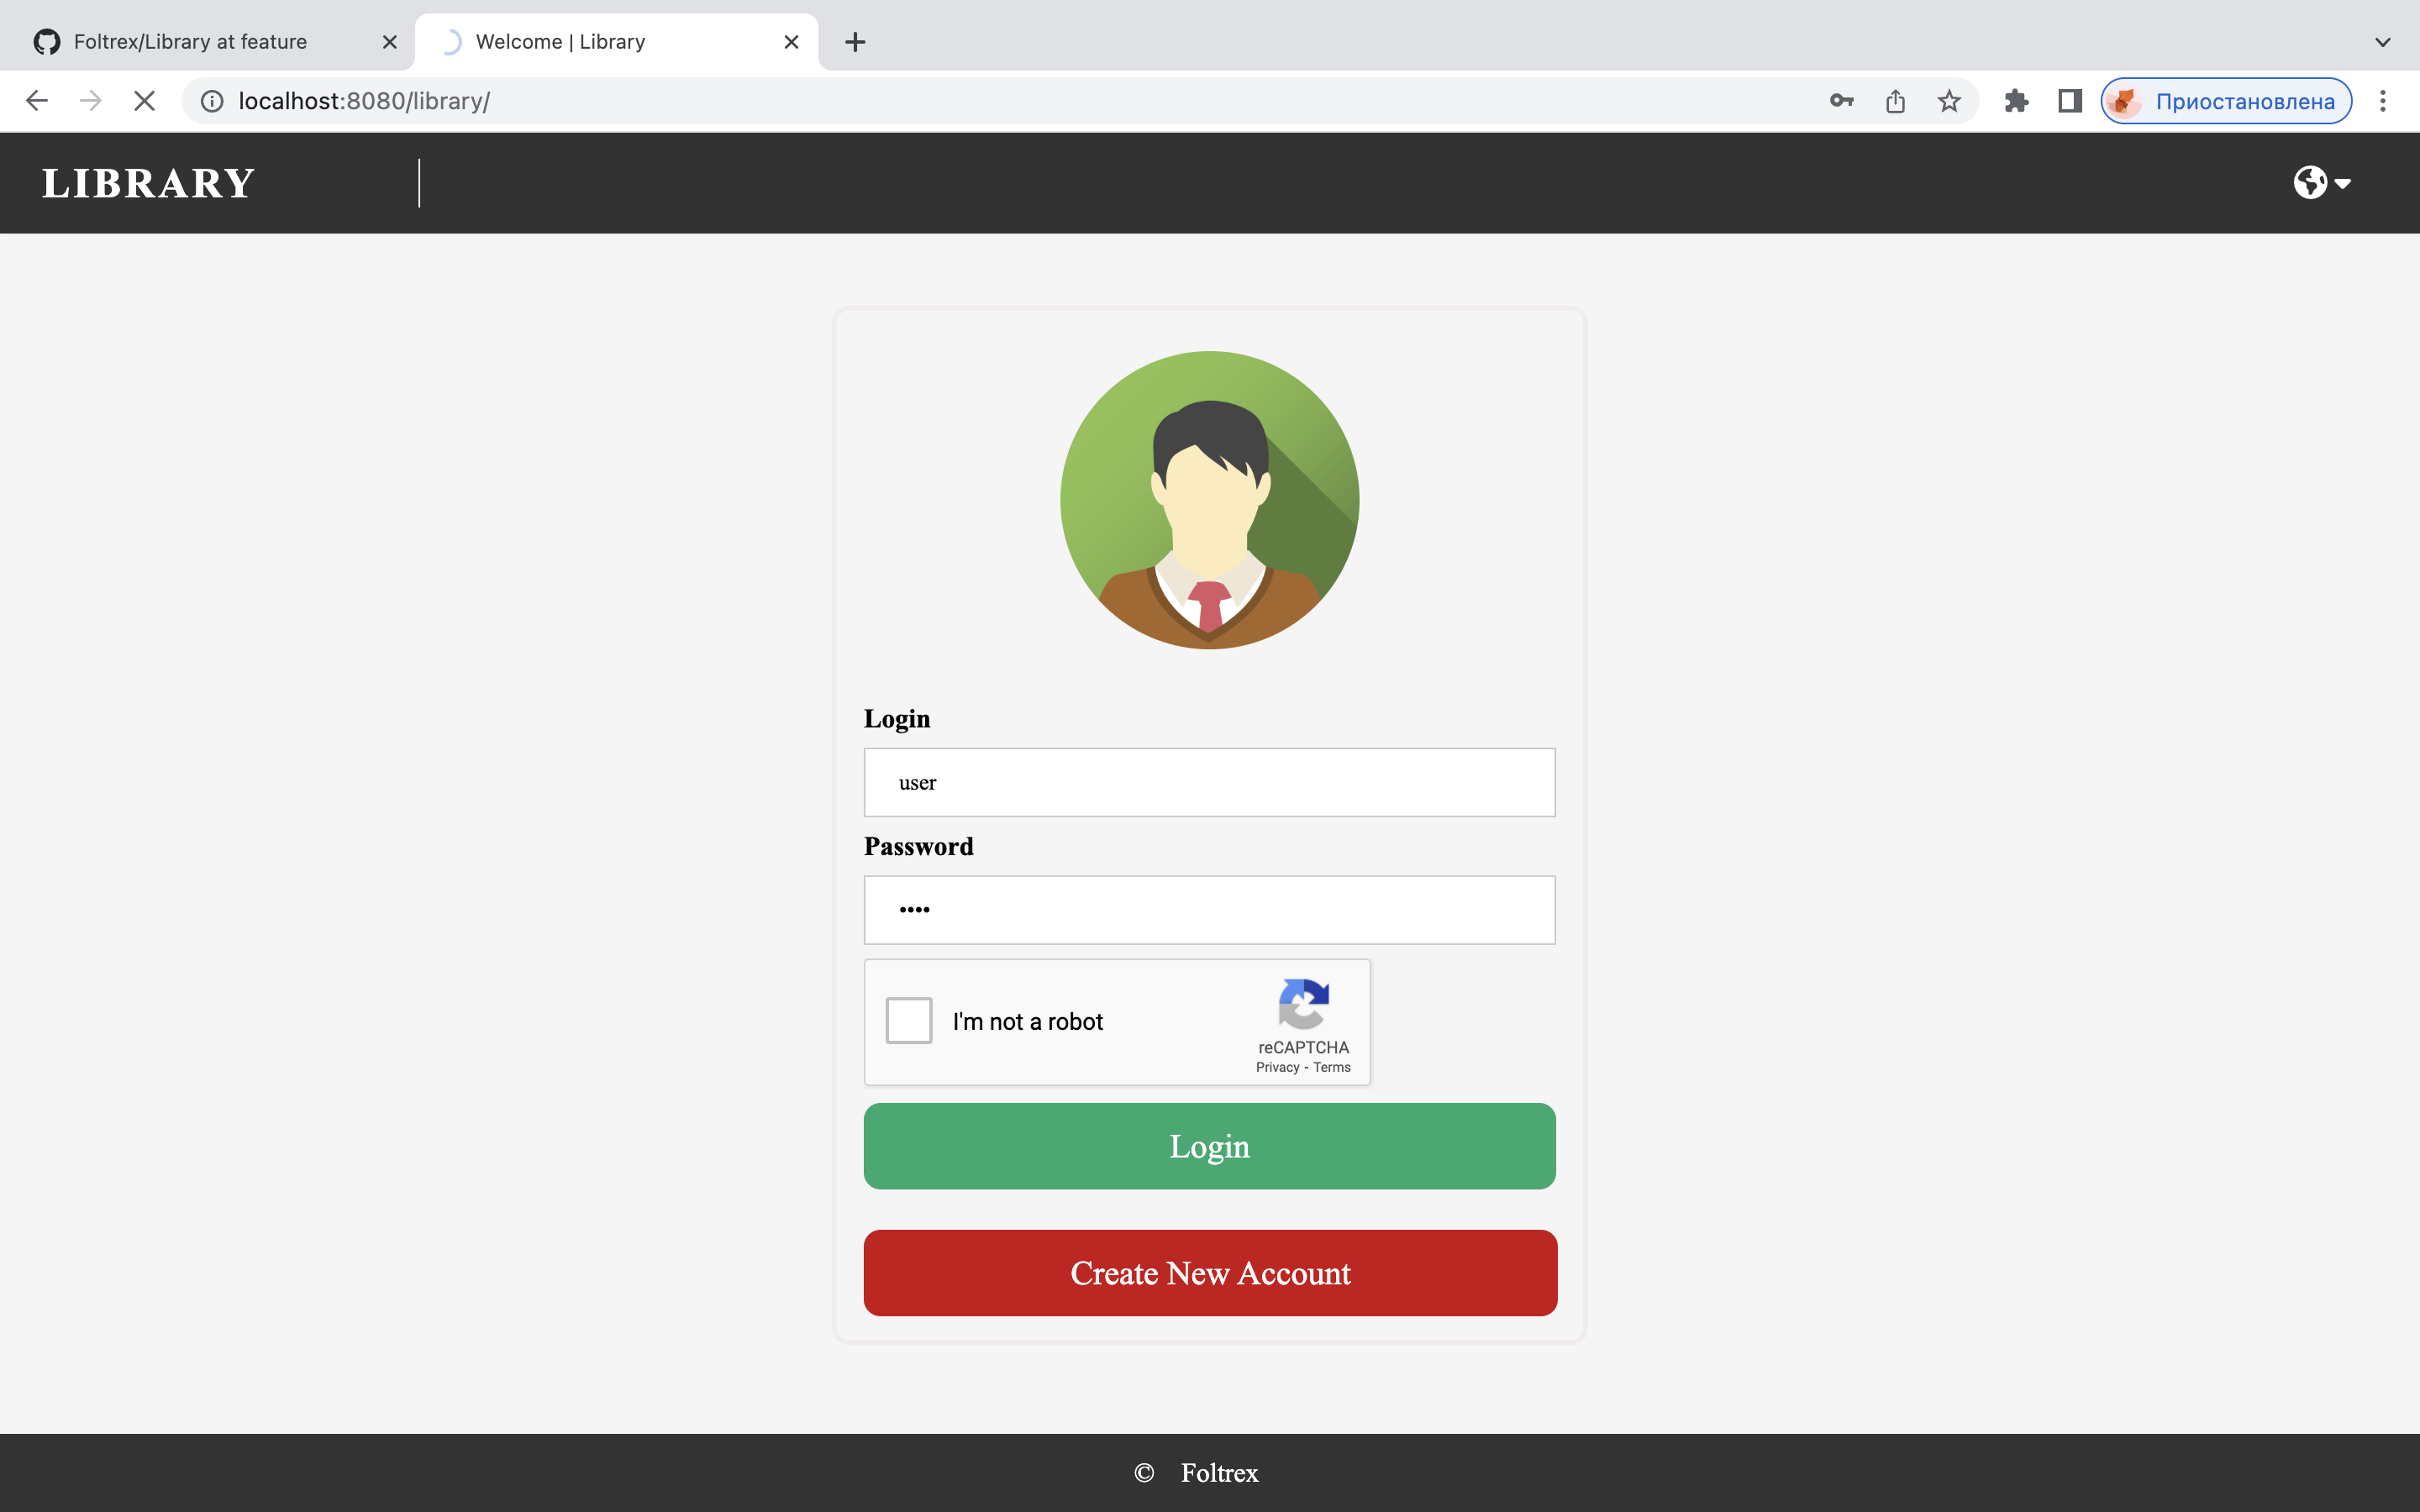 Foltrex/Library at feature
Welcome | Library
localhost:8080/library/
Приостановлена
LIBRARY
Login
user
Password
••••
I'm not a robot
reCAPTCHA
Privacy - Terms
Login
Create New Account
© Foltrex